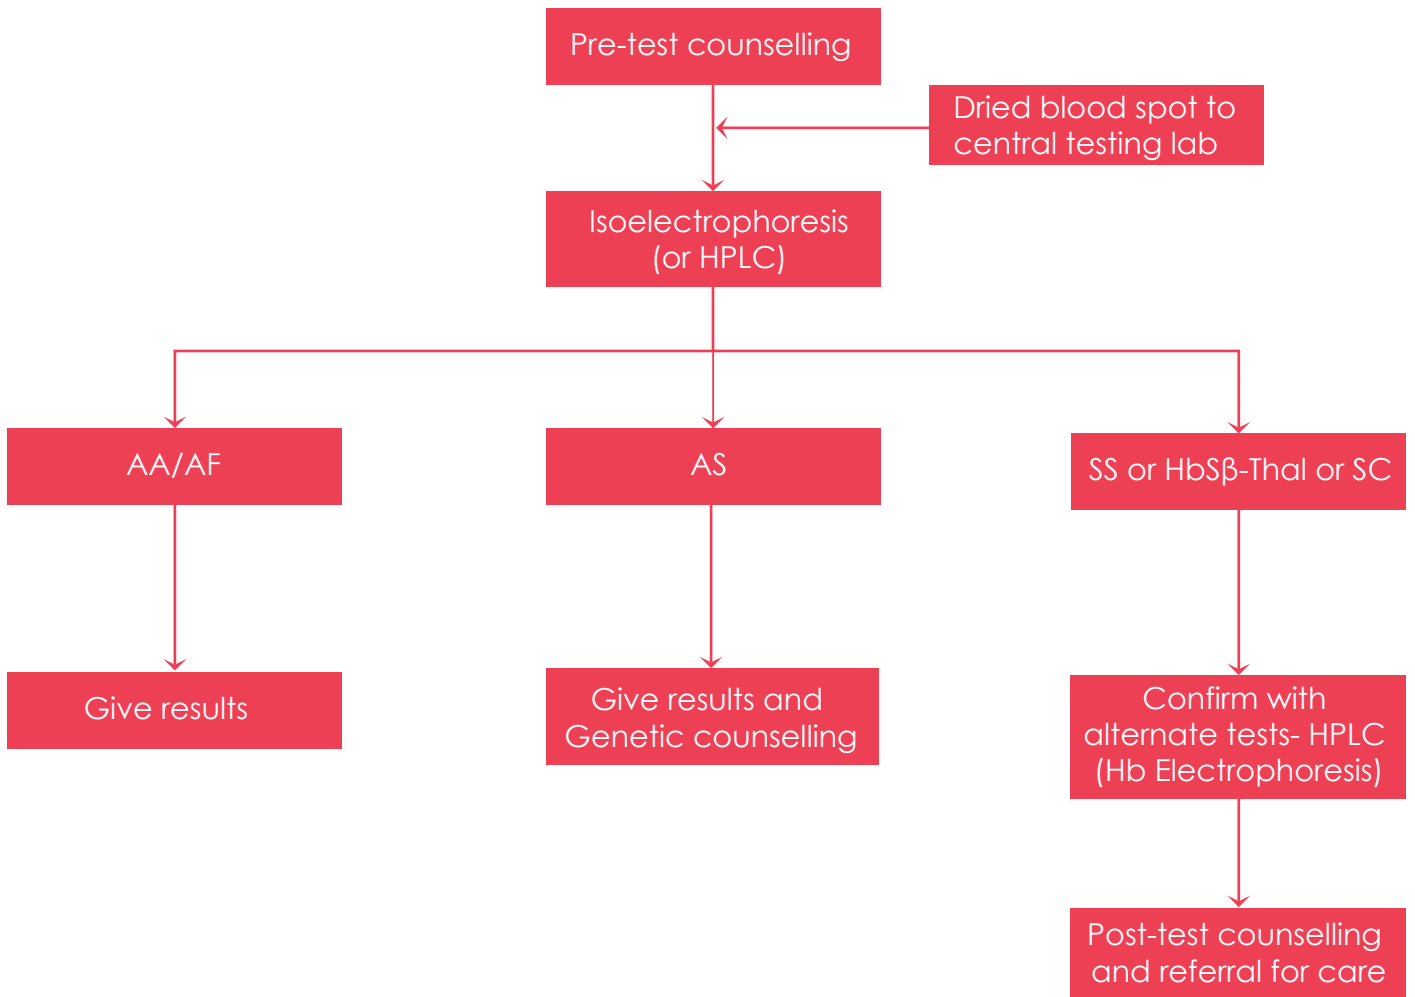 Pre-test counselling
Dried blood spot to
central testing lab
Isoelectrophoresis
(or HPLC)
AA/AF
AS
SS or HbSβ-Thal or SC
Give results
Give results and
Genetic counselling
Confirm with
alternate tests- HPLC
(Hb Electrophoresis)
Post-test counselling
and referral for care